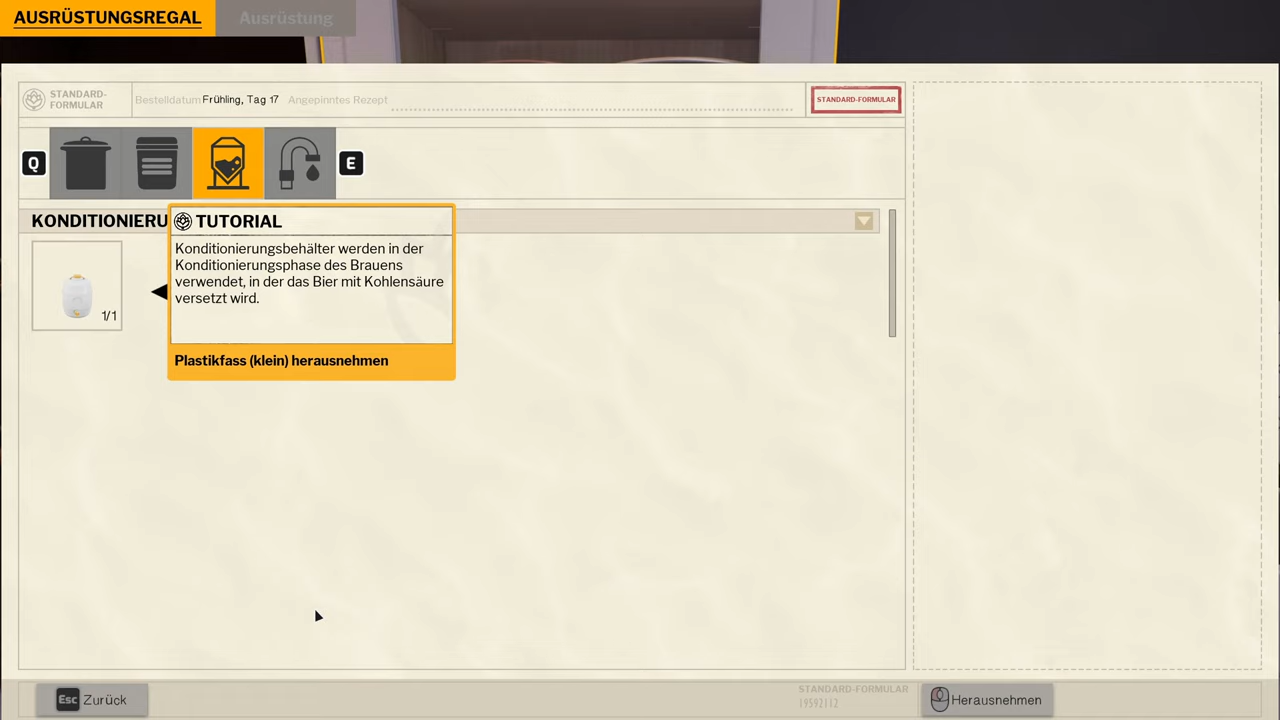 AUSRÜSTUNGSREGAL
Ausrüstung
STANDARD-
FORMULAR
Bestelldatum Frühling, Tag 17 Angepinntes Rezept
STANDARD-FORMULAR
Q
E
KONDITIONIERU
TUTORIAL
Konditionierungsbehälter werden in der
Konditionierungsphase des Brauens
verwendet, in der das Bier mit Kohlensäure
versetzt wird.
1/1
Plastikfass (klein) herausnehmen
Esc Zurück
STANDARD-FORMULAR
19592112
Herausnehmen